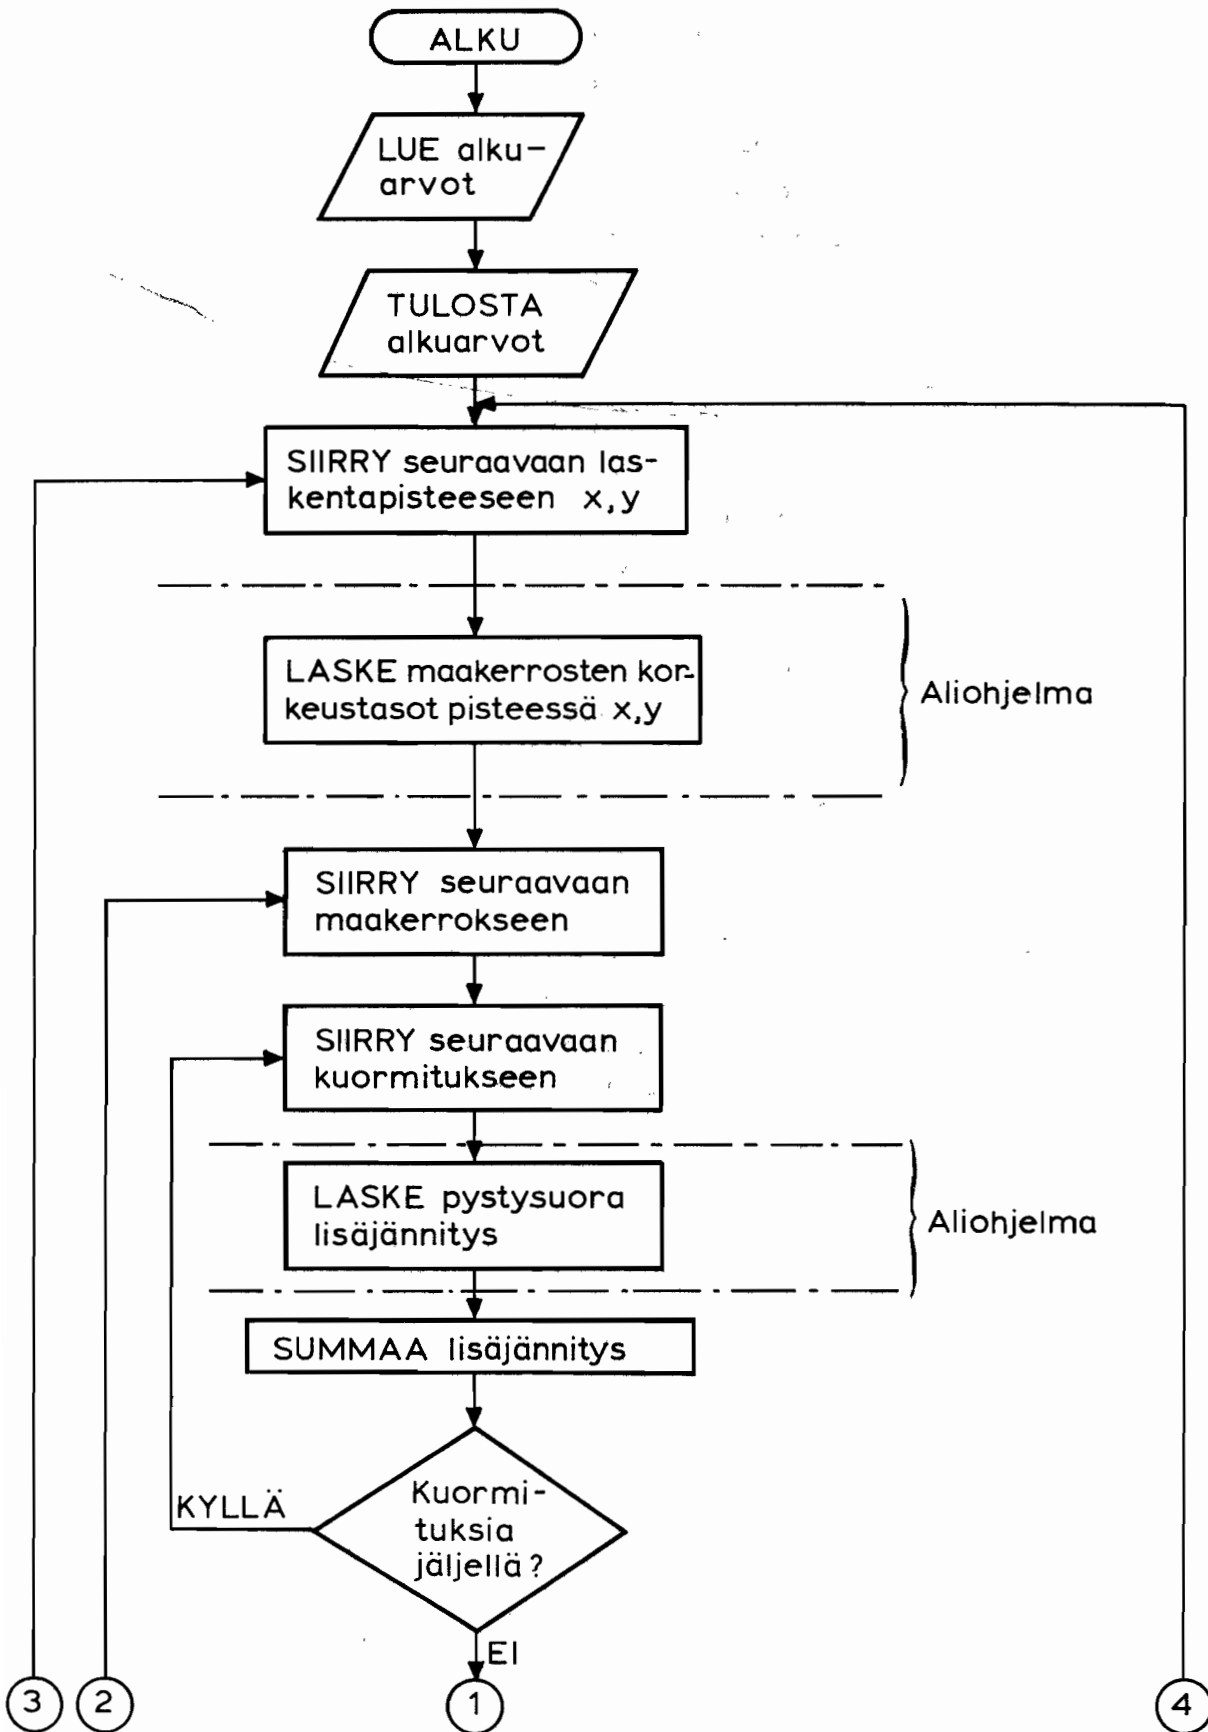 ALKU
LUE alku-
arvot
TULOSTA
alkuarvot
SIIRRY seuraavaan las-
kentapisteeseen x,y
LASKE maakerrosten kor-
keustasot pisteessä x,y
Aliohjelma
SIIRRY seuraavaan
maakerrokseen
SIIRRY seuraavaan
kuormitukseen
LASKE pystysuora
lisäjännitys
Aliohjelma
SUMMAA lisäjännitys
Kuormi-
tuksia
jäljellä?
KYLLÄ
EI
3
2
1
4